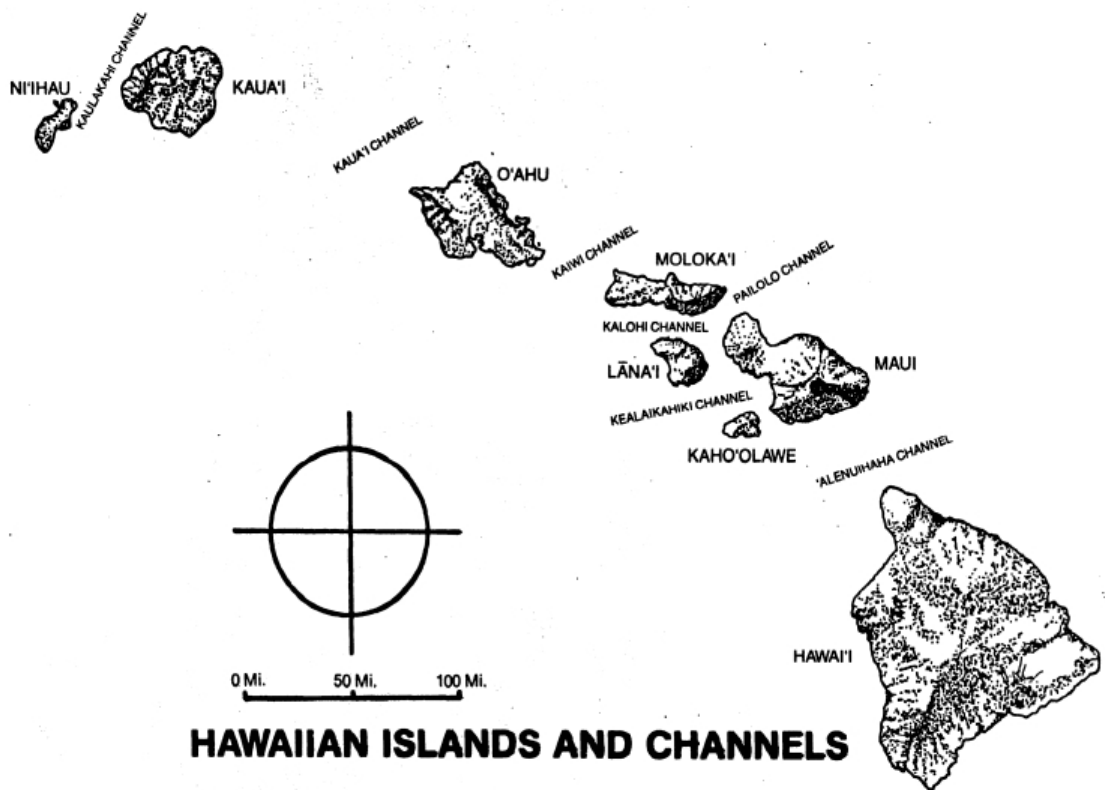 KAULAKAHI CHANNEL
NI'IHAU
KAUA'I
KAUA'I CHANNEL
O'AHU
KAIWI CHANNEL
MOLOKA'I
PAILOLO CHANNEL
KALOHI CHANNEL
LĀNA'I
MAUI
KEALAIKAHIKI CHANNEL
KAHO'OLAWE
'ALENUIHAHA CHANNEL
HAWAI'I
0 Mi. 50 Mi. 100 Mi.
HAWAIIAN ISLANDS AND CHANNELS